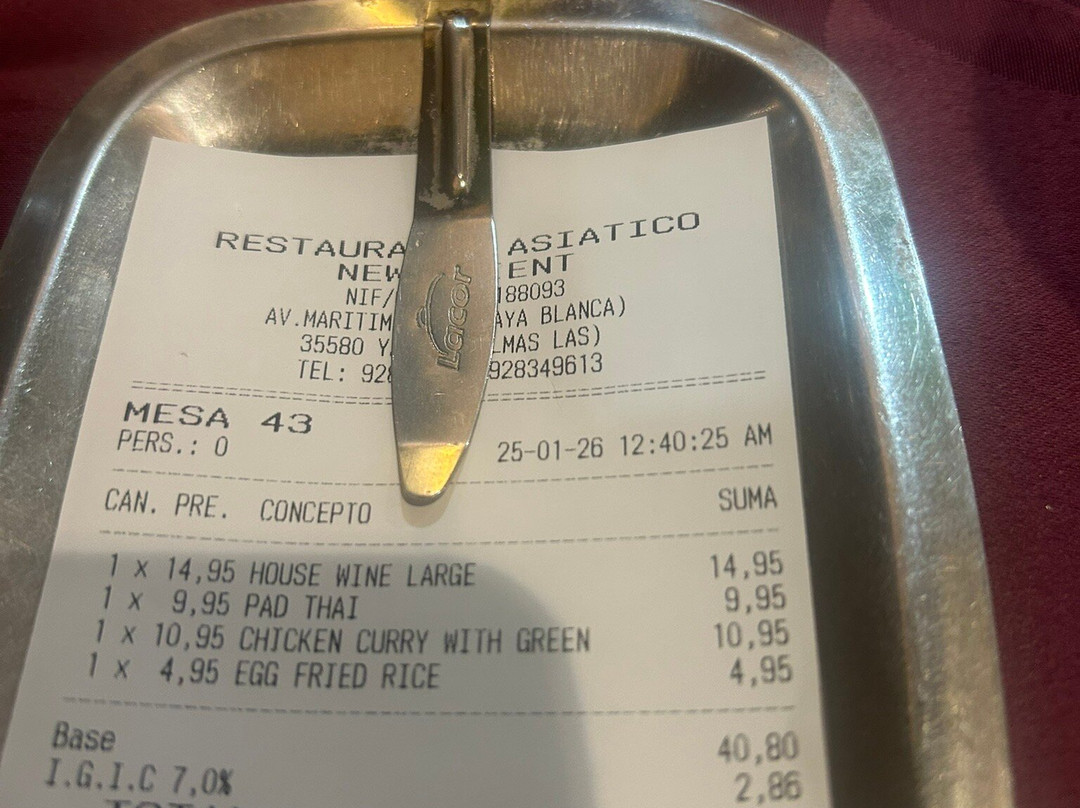 RESTAURA ASIATICO
NEW ENT
NIF/ 188093
AV.MARITIM AYA BLANCA)
35580 Y LMAS LAS)
TEL: 928 928349613
Lacor
MESA 43
PERS.: 0
25-01-26 12:40:25 AM
CAN. PRE. CONCEPTO SUMA
1 x 14,95 HOUSE WINE LARGE 14,95
1 x 9,95 PAD THAI 9,95
1 x 10,95 CHICKEN CURRY WITH GREEN 10,95
1 x 4,95 EGG FRIED RICE 4,95
Base 40,80
I.G.I.C 7,0% 2,86